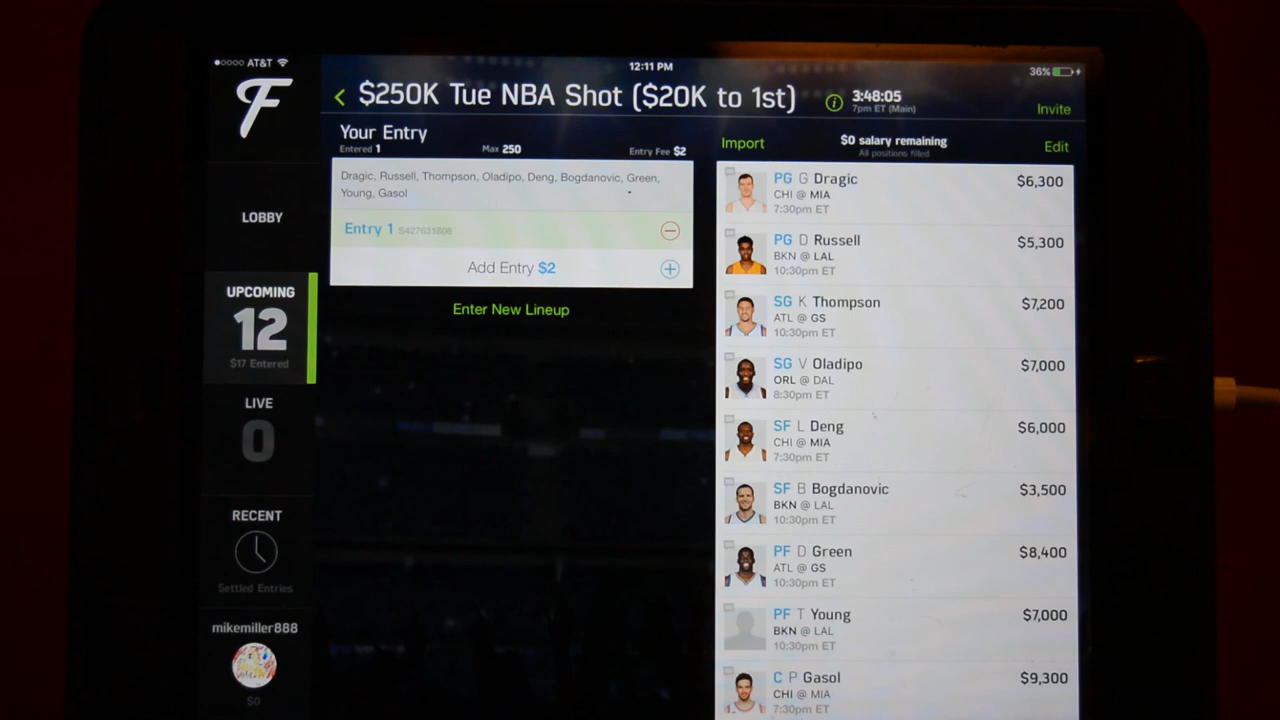 AT&T
12:11 PM
36%
F
$250K Tue NBA Shot ($20K to 1st)
3:48:05
7pm ET (Main)
Invite
Your Entry
Entered 1
Max 250
Entry Fee $2
Import
$0 salary remaining
All positions filled
Edit
Dragic, Russell, Thompson, Oladipo, Deng, Bogdanovic, Green,
Young, Gasol
Entry 1 S427631806
Add Entry $2
Enter New Lineup
LOBBY
UPCOMING
12
$17 Entered
LIVE
0
RECENT
Settled Entries
mikemiller888
$0
PG G Dragic
CHI @ MIA
7:30pm ET
$6,300
PG D Russell
BKN @ LAL
10:30pm ET
$5,300
SG K Thompson
ATL @ GS
10:30pm ET
$7,200
SG V Oladipo
ORL @ DAL
8:30pm ET
$7,000
SF L Deng
CHI @ MIA
7:30pm ET
$6,000
SF B Bogdanovic
BKN @ LAL
10:30pm ET
$3,500
PF D Green
ATL @ GS
10:30pm ET
$8,400
PF T Young
BKN @ LAL
10:30pm ET
$7,000
C P Gasol
CHI @ MIA
7:30pm ET
$9,300